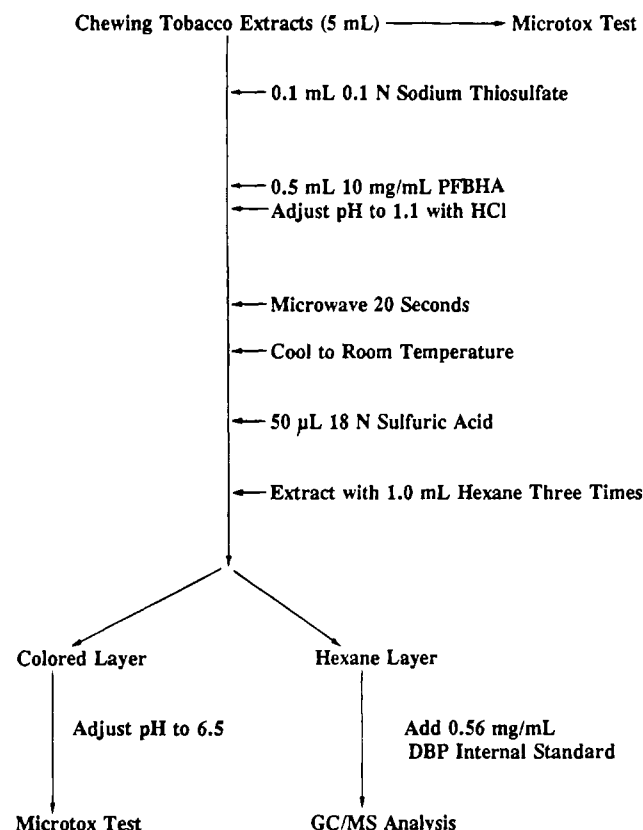 Chewing Tobacco Extracts (5 mL)
Microtox Test
0.1 mL 0.1 N Sodium Thiosulfate
0.5 mL 10 mg/mL PFBHA
Adjust pH to 1.1 with HCl
Microwave 20 Seconds
Cool to Room Temperature
50 μL 18 N Sulfuric Acid
Extract with 1.0 mL Hexane Three Times
Colored Layer
Hexane Layer
Adjust pH to 6.5
Add 0.56 mg/mL
DBP Internal Standard
Microtox Test
GC/MS Analysis